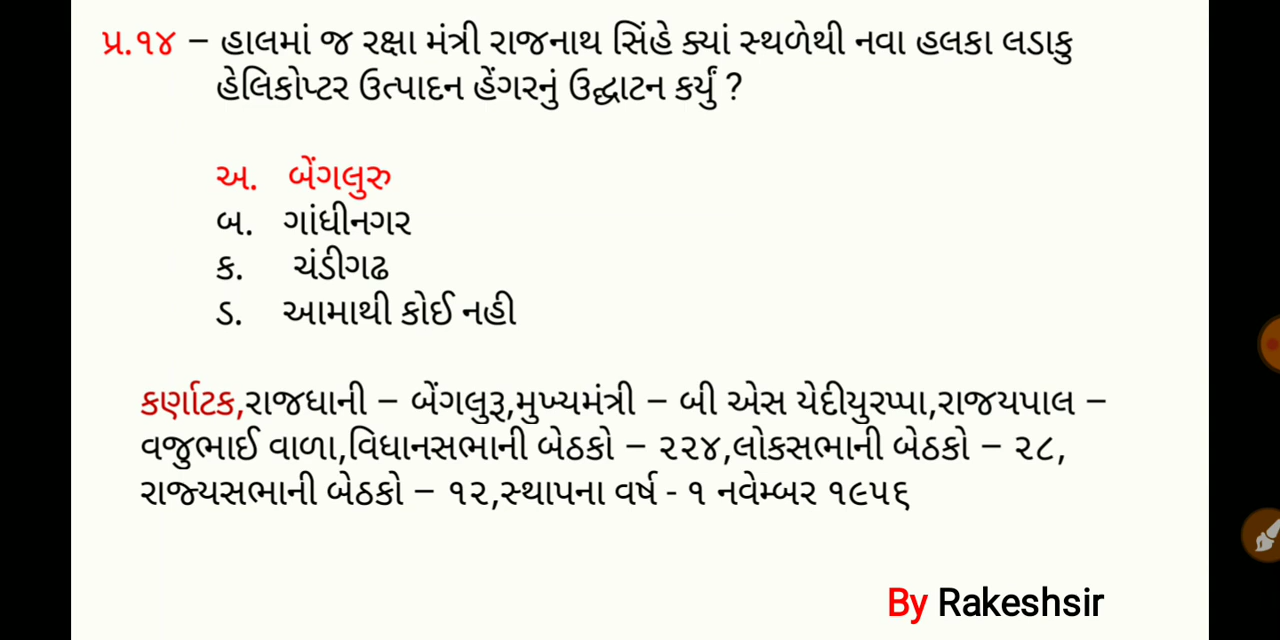 પ્ર.૧૪ – હાલમાં જ રક્ષા મંત્રી રાજનાથ સિંહે ક્યાં સ્થળેથી નવા હલકા લડાકુ
હેલિકોપ્ટર ઉત્પાદન હેંગરનું ઉદ્ઘાટન કર્યું ?
અ. બેંગલુરુ
બ. ગાંધીનગર
ક. ચંડીગઢ
ડ. આમાથી કોઈ નહી
કર્ણાટક,રાજધાની – બેંગલુરૂ,મુખ્યમંત્રી – બી એસ યેદીયુરપ્પા,રાજયપાલ –
વજુભાઈ વાળા,વિધાનસભાની બેઠકો – ૨૨૪,લોકસભાની બેઠકો – ૨૮,
રાજ્યસભાની બેઠકો – ૧૨,સ્થાપના વર્ષ - ૧ નવેમ્બર ૧૯૫૬
By Rakeshsir